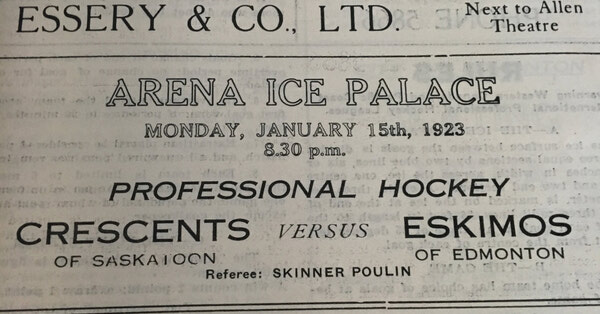 ESSERY & CO., LTD.
Next to Allen
Theatre
ARENA ICE PALACE
MONDAY, JANUARY 15th, 1923
8.30 p.m.
PROFESSIONAL HOCKEY
CRESCENTS VERSUS ESKIMOS
OF SASKATOON OF EDMONTON
Referee: SKINNER POULIN